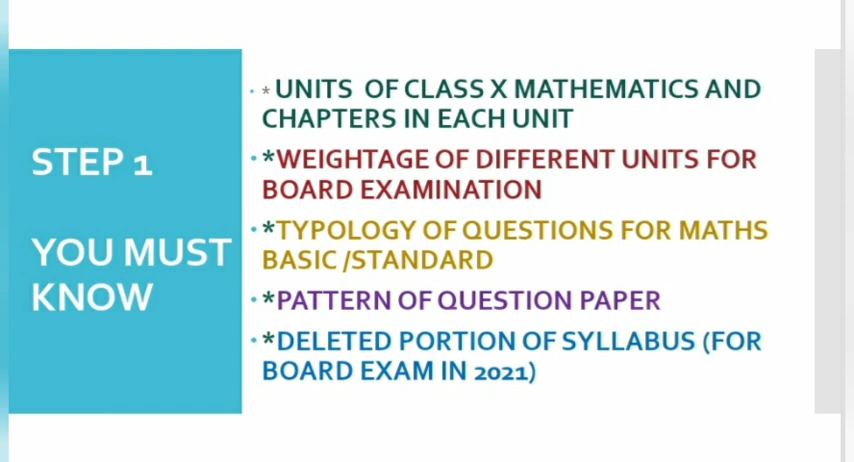 STEP 1
YOU MUST
KNOW
• * UNITS OF CLASS X MATHEMATICS AND
CHAPTERS IN EACH UNIT
• *WEIGHTAGE OF DIFFERENT UNITS FOR
BOARD EXAMINATION
• *TYPOLOGY OF QUESTIONS FOR MATHS
BASIC /STANDARD
• *PATTERN OF QUESTION PAPER
• *DELETED PORTION OF SYLLABUS (FOR
BOARD EXAM IN 2021)